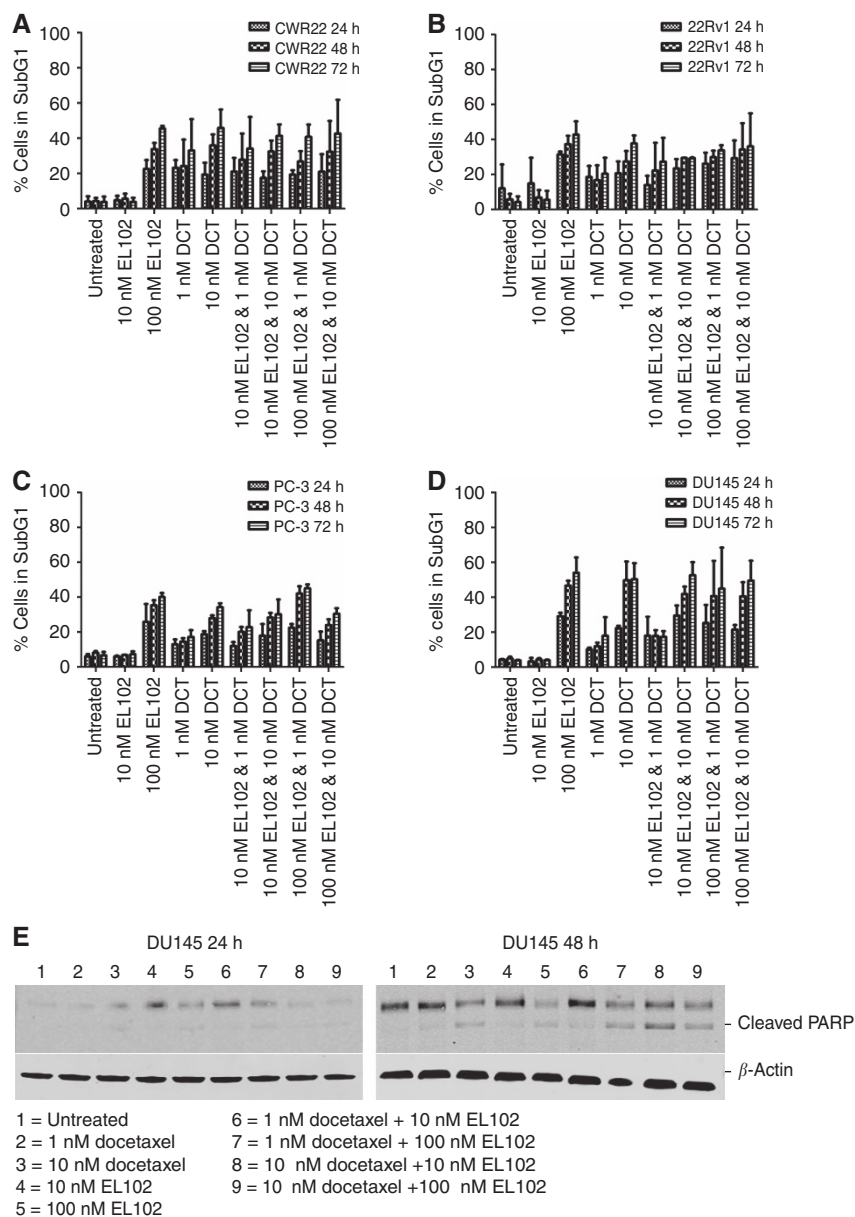 A
100
80
60
40
20
0
% Cells in SubG1
CWR22 24 h
CWR22 48 h
CWR22 72 h
Untreated
10 nM EL102
100 nM EL102
1 nM DCT
10 nM DCT
10 nM EL102 & 1 nM DCT
10 nM EL102 & 10 nM DCT
100 nM EL102 & 1 nM DCT
100 nM EL102 & 10 nM DCT
B
100
80
60
40
20
0
% Cells in SubG1
22Rv1 24 h
22Rv1 48 h
22Rv1 72 h
Untreated
10 nM EL102
100 nM EL102
1 nM DCT
10 nM DCT
10 nM EL102 & 1 nM DCT
10 nM EL102 & 10 nM DCT
100 nM EL102 & 1 nM DCT
100 nM EL102 & 10 nM DCT
C
100
80
60
40
20
0
% Cells in SubG1
PC-3 24 h
PC-3 48 h
PC-3 72 h
Untreated
10 nM EL102
100 nM EL102
1 nM DCT
10 nM DCT
10 nM EL102 & 1 nM DCT
10 nM EL102 & 10 nM DCT
100 nM EL102 & 1 nM DCT
100 nM EL102 & 10 nM DCT
D
100
80
60
40
20
0
% cells in SubG1
DU145 24 h
DU145 48 h
DU145 72 h
Untreated
10 nM EL102
100 nM EL102
1 nM DCT
10 nM DCT
10 nM EL102 & 1 nM DCT
10 nM EL102 & 10 nM DCT
100 nM EL102 & 1 nM DCT
100 nM EL102 & 10 nM DCT
E
DU145 24 h
1 2 3 4 5 6 7 8 9
DU145 48 h
1 2 3 4 5 6 7 8 9
Cleaved PARP
β-Actin
1 = Untreated
2 = 1 nM docetaxel
3 = 10 nM docetaxel
4 = 10 nM EL102
5 = 100 nM EL102
6 = 1 nM docetaxel + 10 nM EL102
7 = 1 nM docetaxel + 100 nM EL102
8 = 10 nM docetaxel +10 nM EL102
9 = 10 nM docetaxel +100 nM EL102